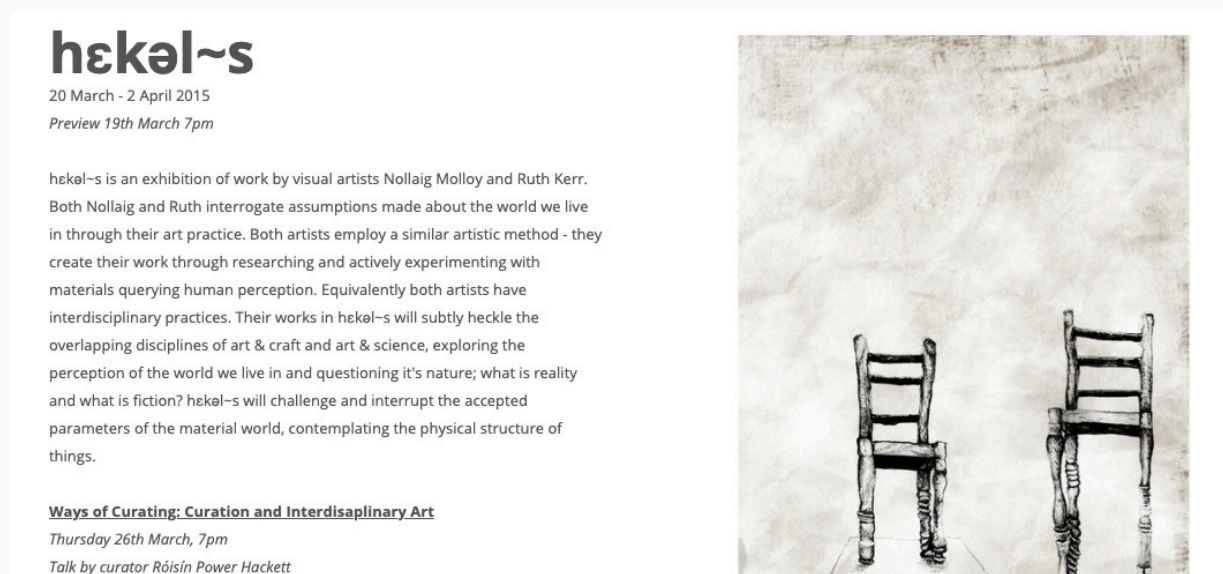 hɛkəl~s
20 March - 2 April 2015
Preview 19th March 7pm
hɛkəl~s is an exhibition of work by visual artists Nollaig Molloy and Ruth Kerr.
Both Nollaig and Ruth interrogate assumptions made about the world we live
in through their art practice. Both artists employ a similar artistic method - they
create their work through researching and actively experimenting with
materials querying human perception. Equivalently both artists have
interdisciplinary practices. Their works in hɛkəl~s will subtly heckle the
overlapping disciplines of art & craft and art & science, exploring the
perception of the world we live in and questioning it's nature; what is reality
and what is fiction? hɛkəl~s will challenge and interrupt the accepted
parameters of the material world, contemplating the physical structure of
things.
Ways of Curating: Curation and Interdisaplinary Art
Thursday 26th March, 7pm
Talk by curator Róisín Power Hackett